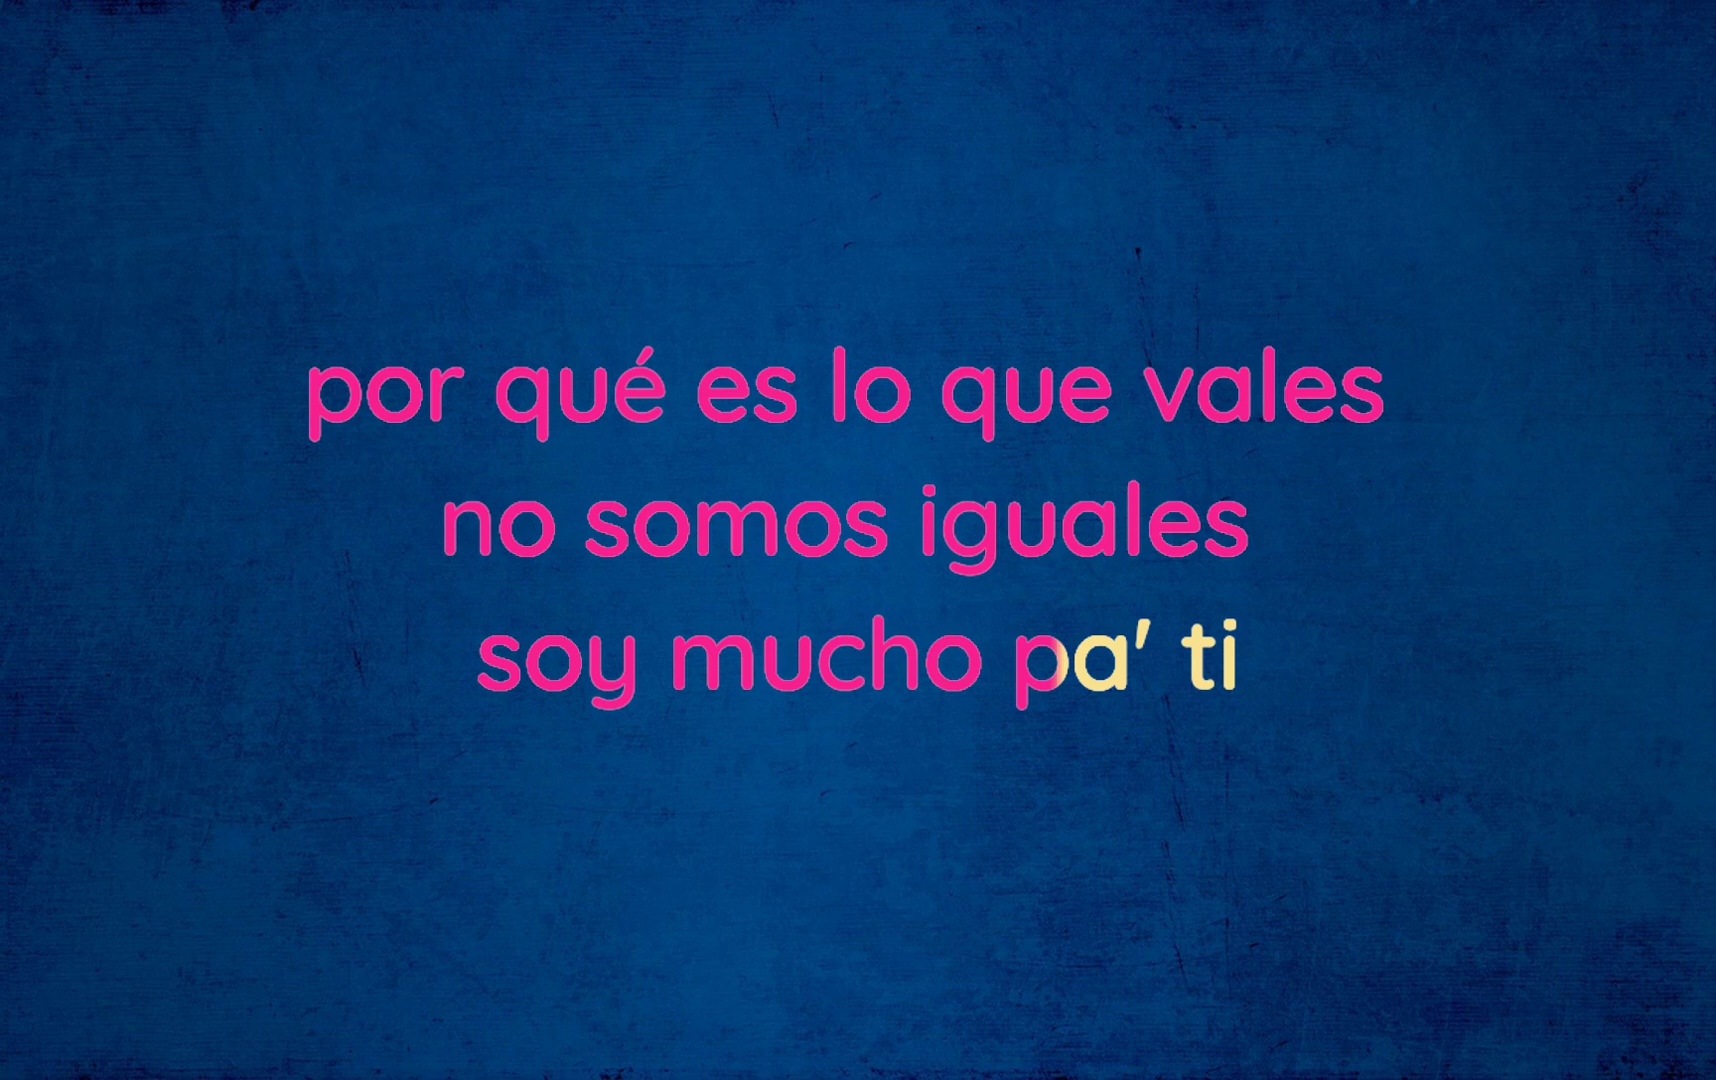 por qué es lo que vales
no somos iguales
soy mucho pa' ti